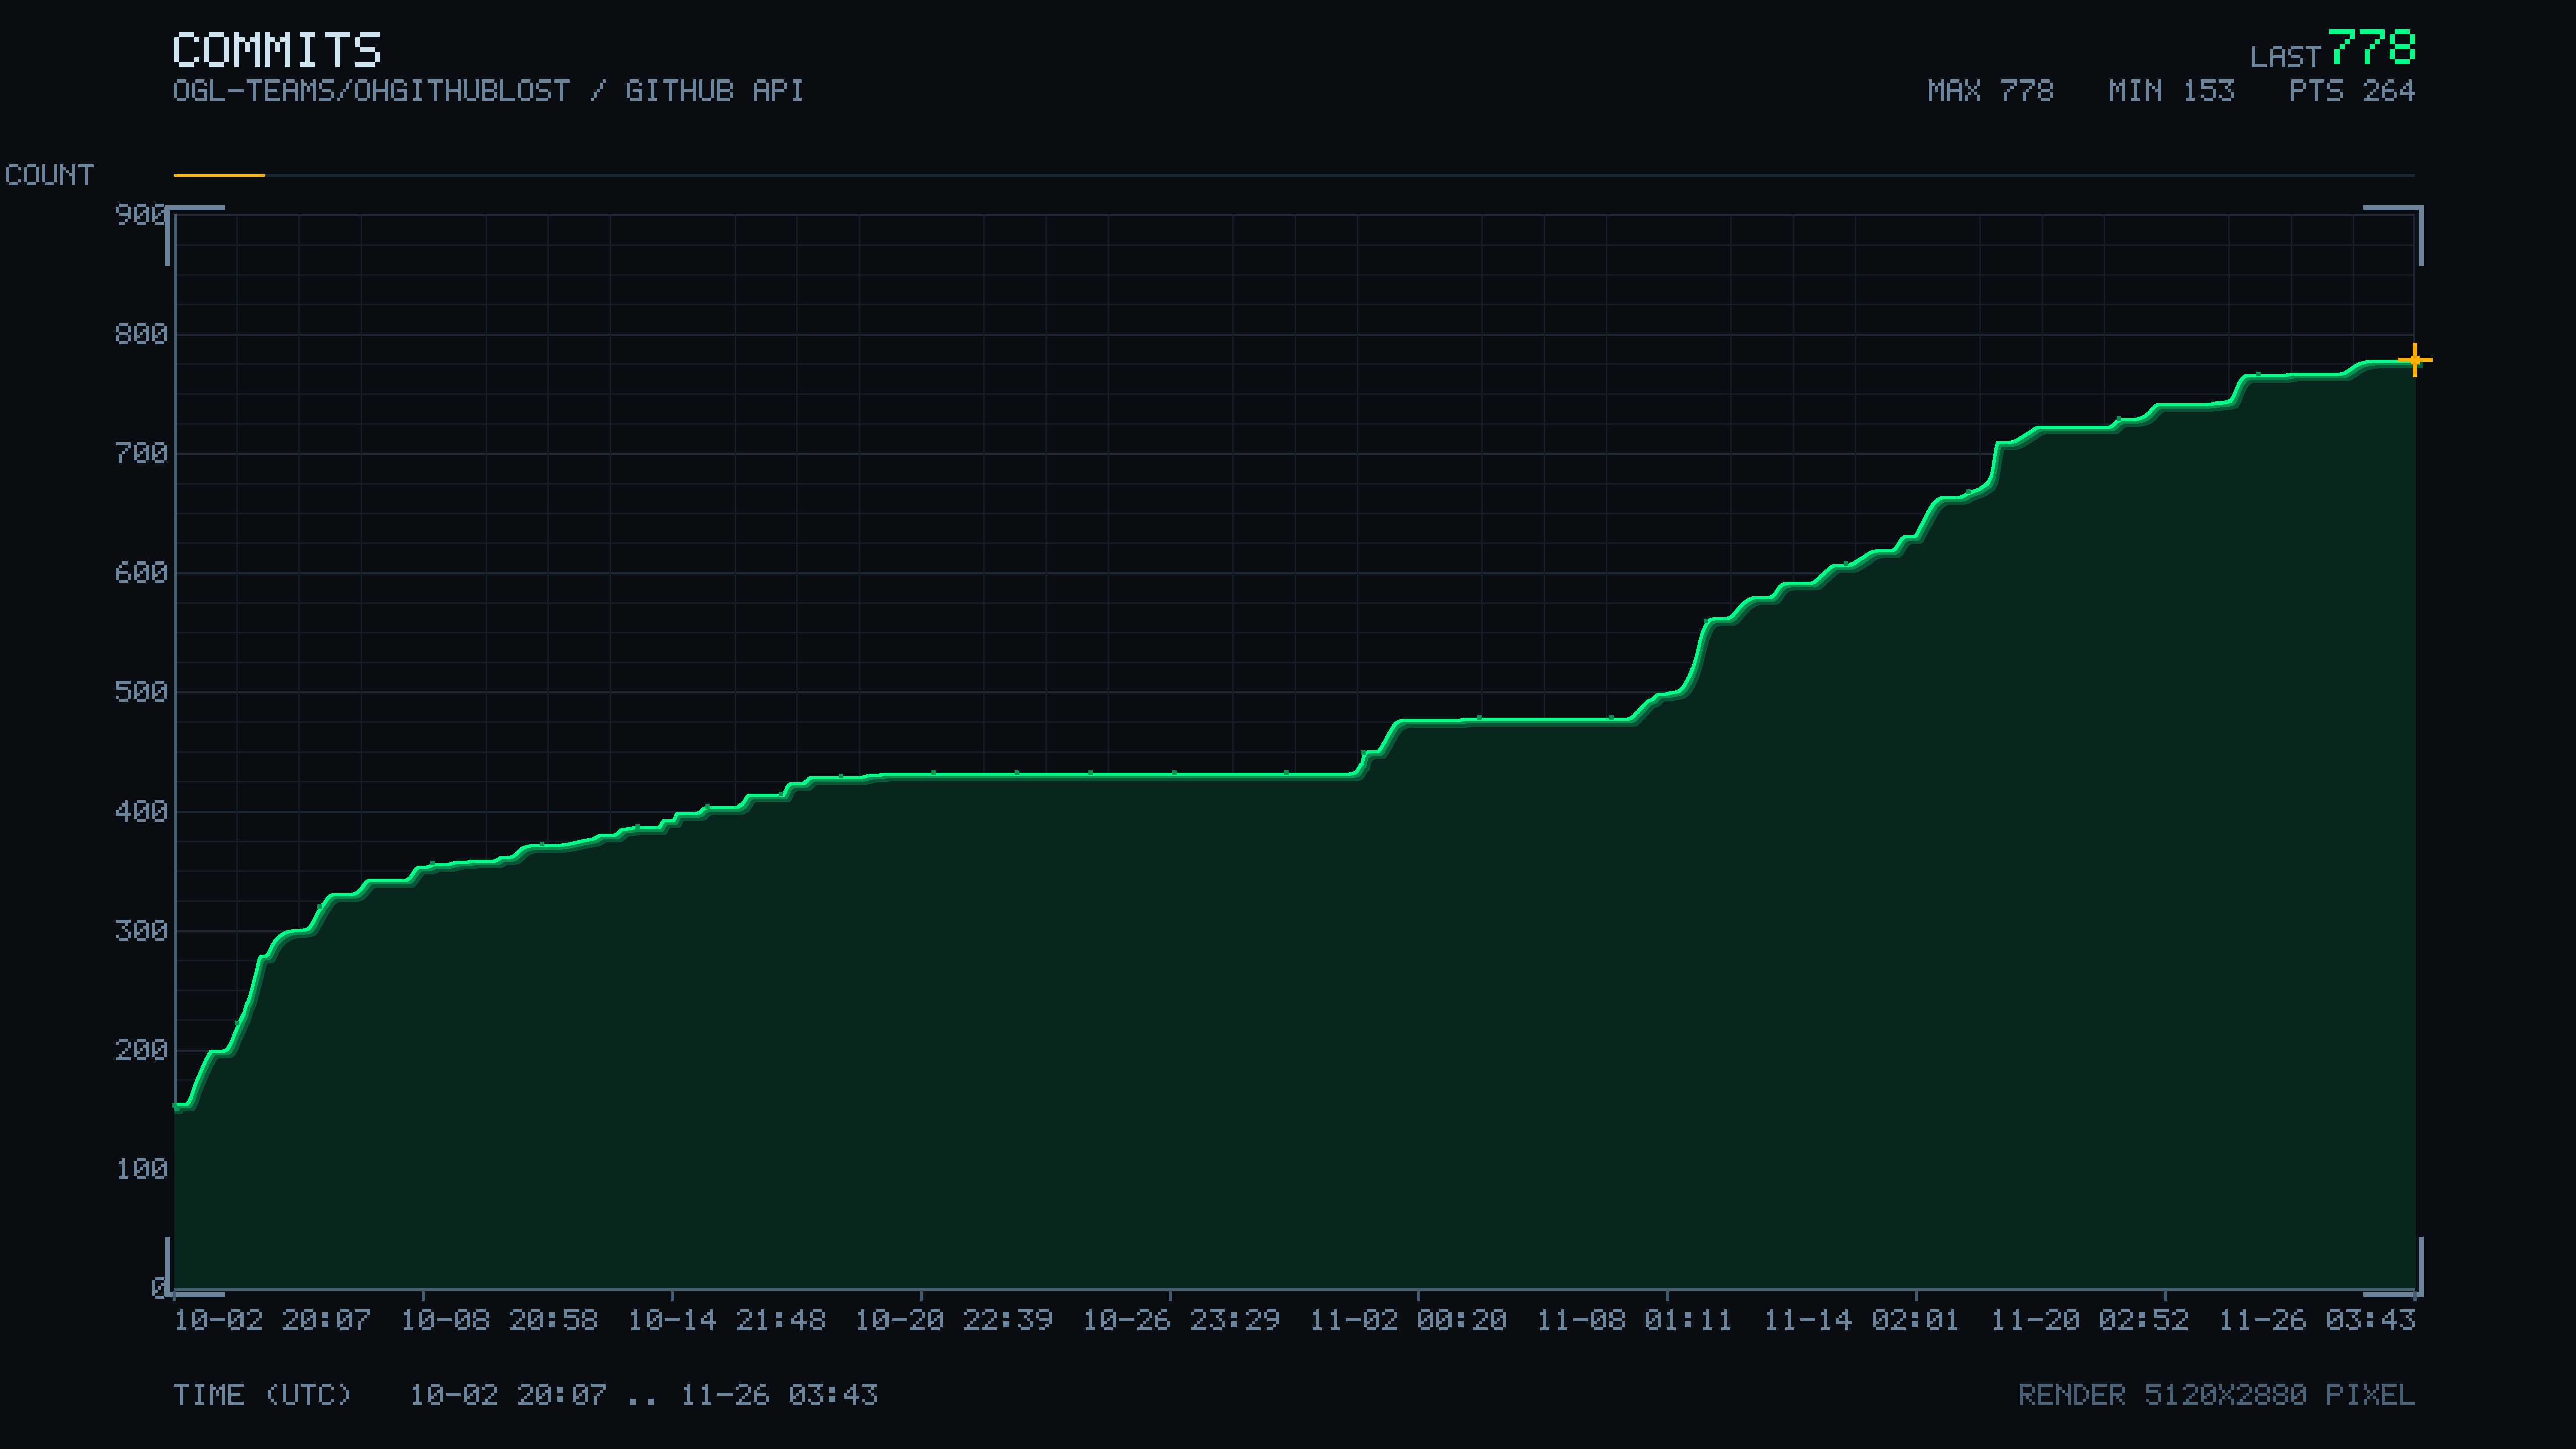 COMMITS
LAST 778
OGL-TEAMS/OHGITHUBLOST / GITHUB API
MAX 778 MIN 153 PTS 264
COUNT
900
800
700
600
500
400
300
200
100
0
10-02 20:07 10-08 20:58 10-14 21:48 10-20 22:39 10-26 23:29 11-02 00:20 11-08 01:11 11-14 02:01 11-20 02:52 11-26 03:43
TIME (UTC) 10-02 20:07 .. 11-26 03:43
RENDER 5120X2880 PIXEL